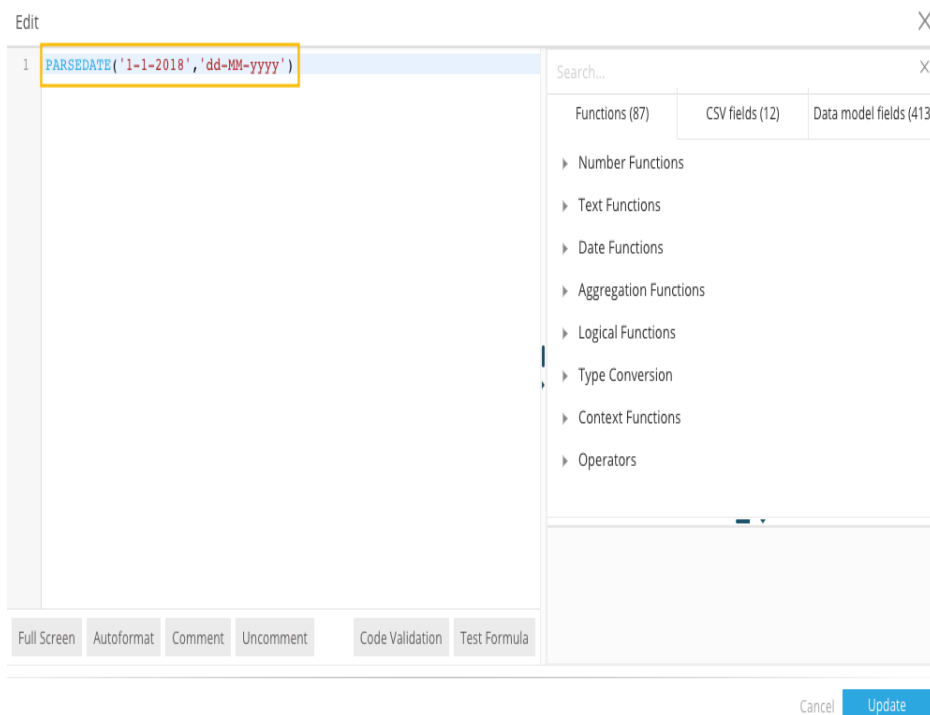 Edit
X
1 PARSEDATE('1-1-2018','dd-MM-yyyy')
Search...
X
Functions (87)
CSV fields (12)
Data model fields (413
Number Functions
Text Functions
Date Functions
Aggregation Functions
Logical Functions
Type Conversion
Context Functions
Operators
Full Screen
Autoformat
Comment
Uncomment
Code Validation
Test Formula
Cancel
Update